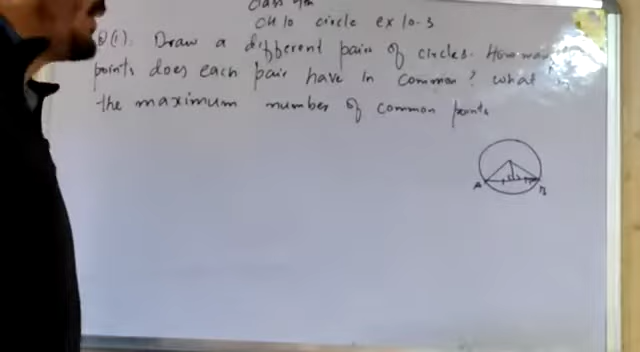 Class 9th
CH 10 circle ex 10.3
Q(1). Draw a different pair of circles. How many
points does each pair have in common? what is
the maximum number of common points
A B